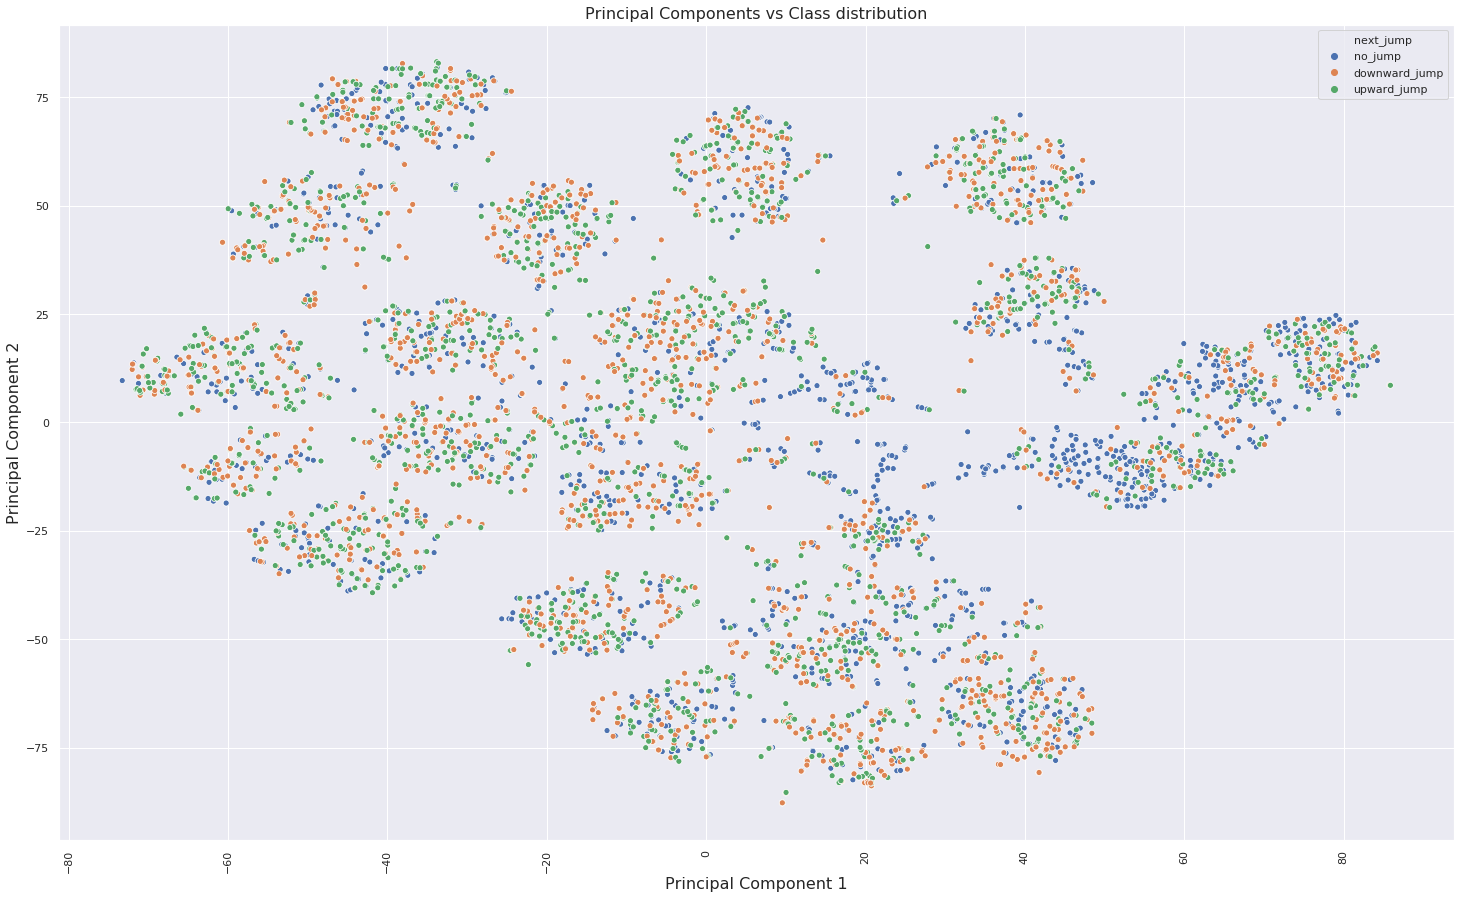 Principal Components vs Class distribution
next_jump
no_jump
downward_jump
upward_jump
Principal Component 2
75
50
25
0
−25
−50
−75
−80
−60
−40
−20
0
20
40
60
80
Principal Component 1